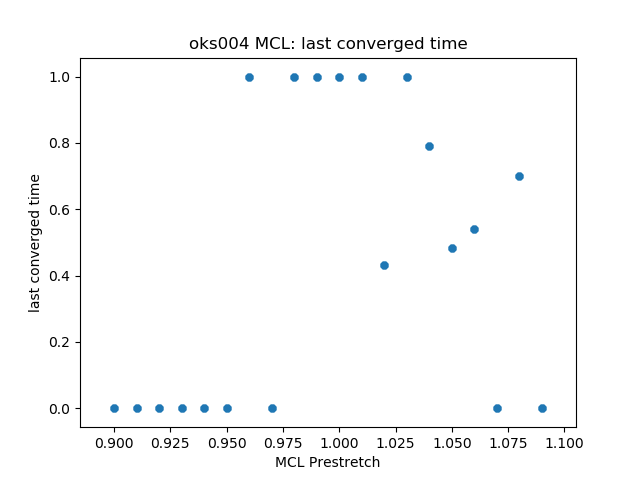 oks004 MCL: last converged time
1.0
0.8
0.6
0.4
0.2
0.0
last converged time
0.900 0.925 0.950 0.975 1.000 1.025 1.050 1.075 1.100
MCL Prestretch